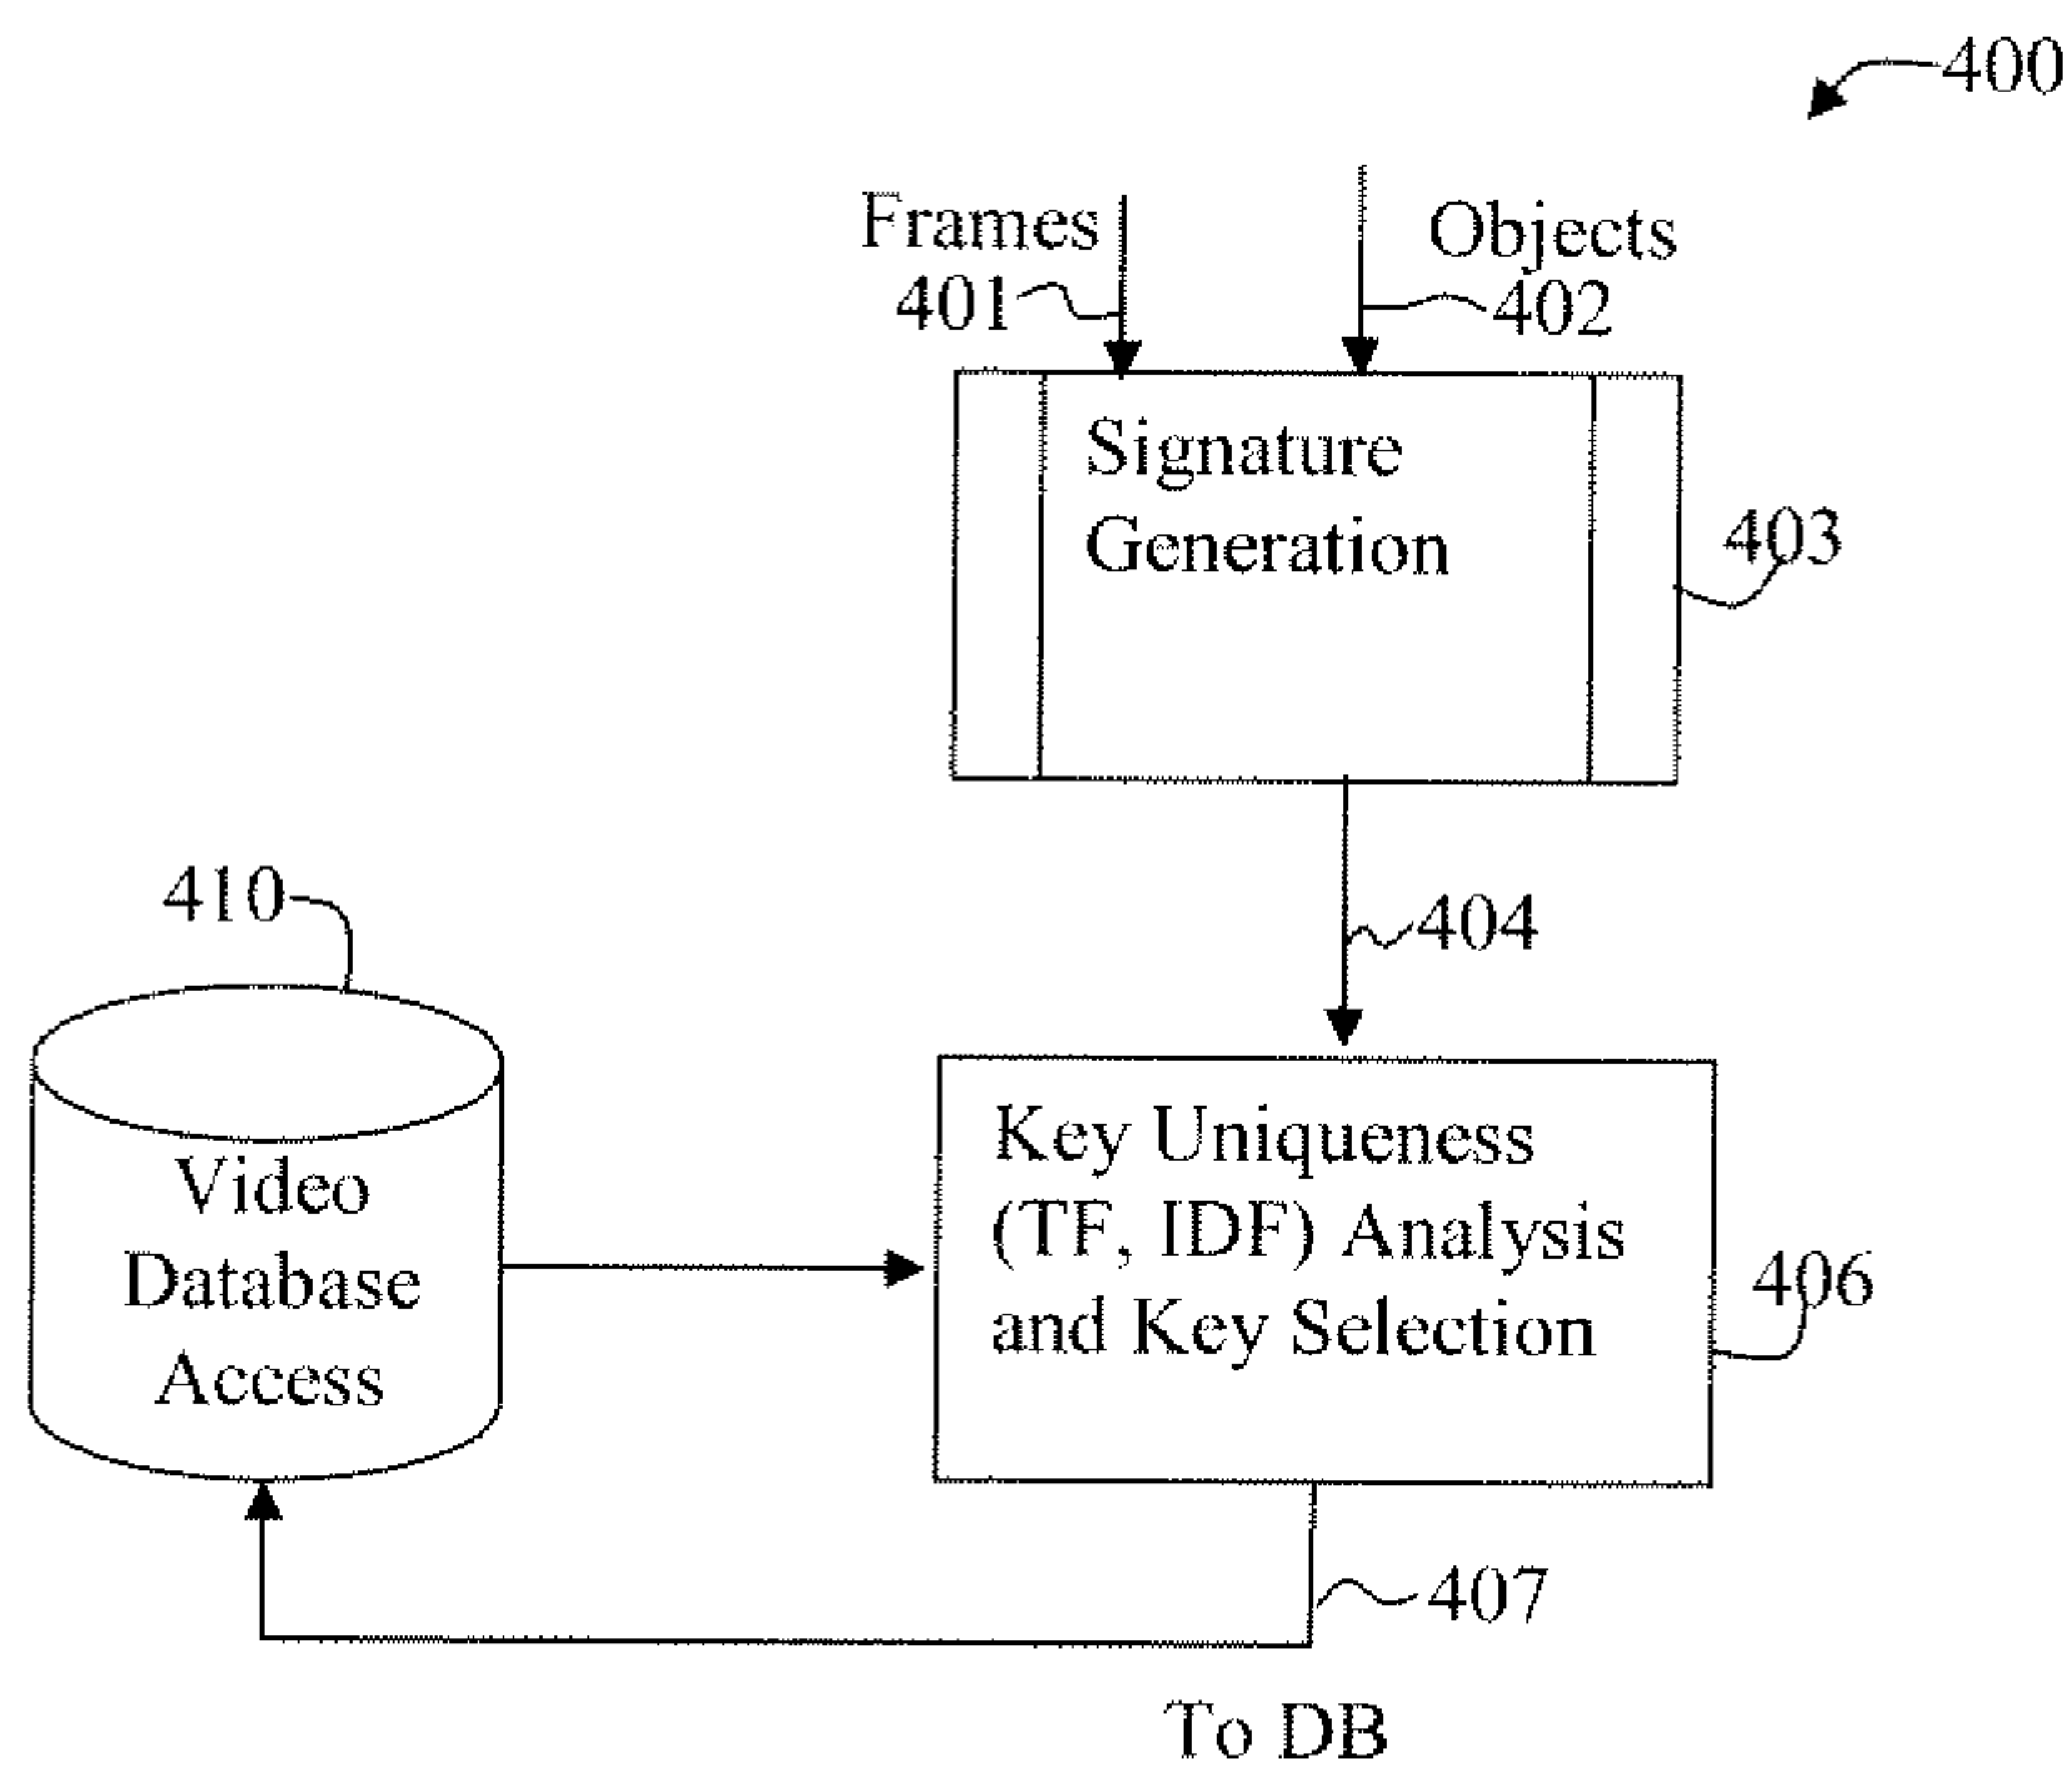 400
Frames
401
Objects
402
Signature
Generation
403
404
410
Video
Database
Access
Key Uniqueness
(TF, IDF) Analysis
and Key Selection
406
407
To DB